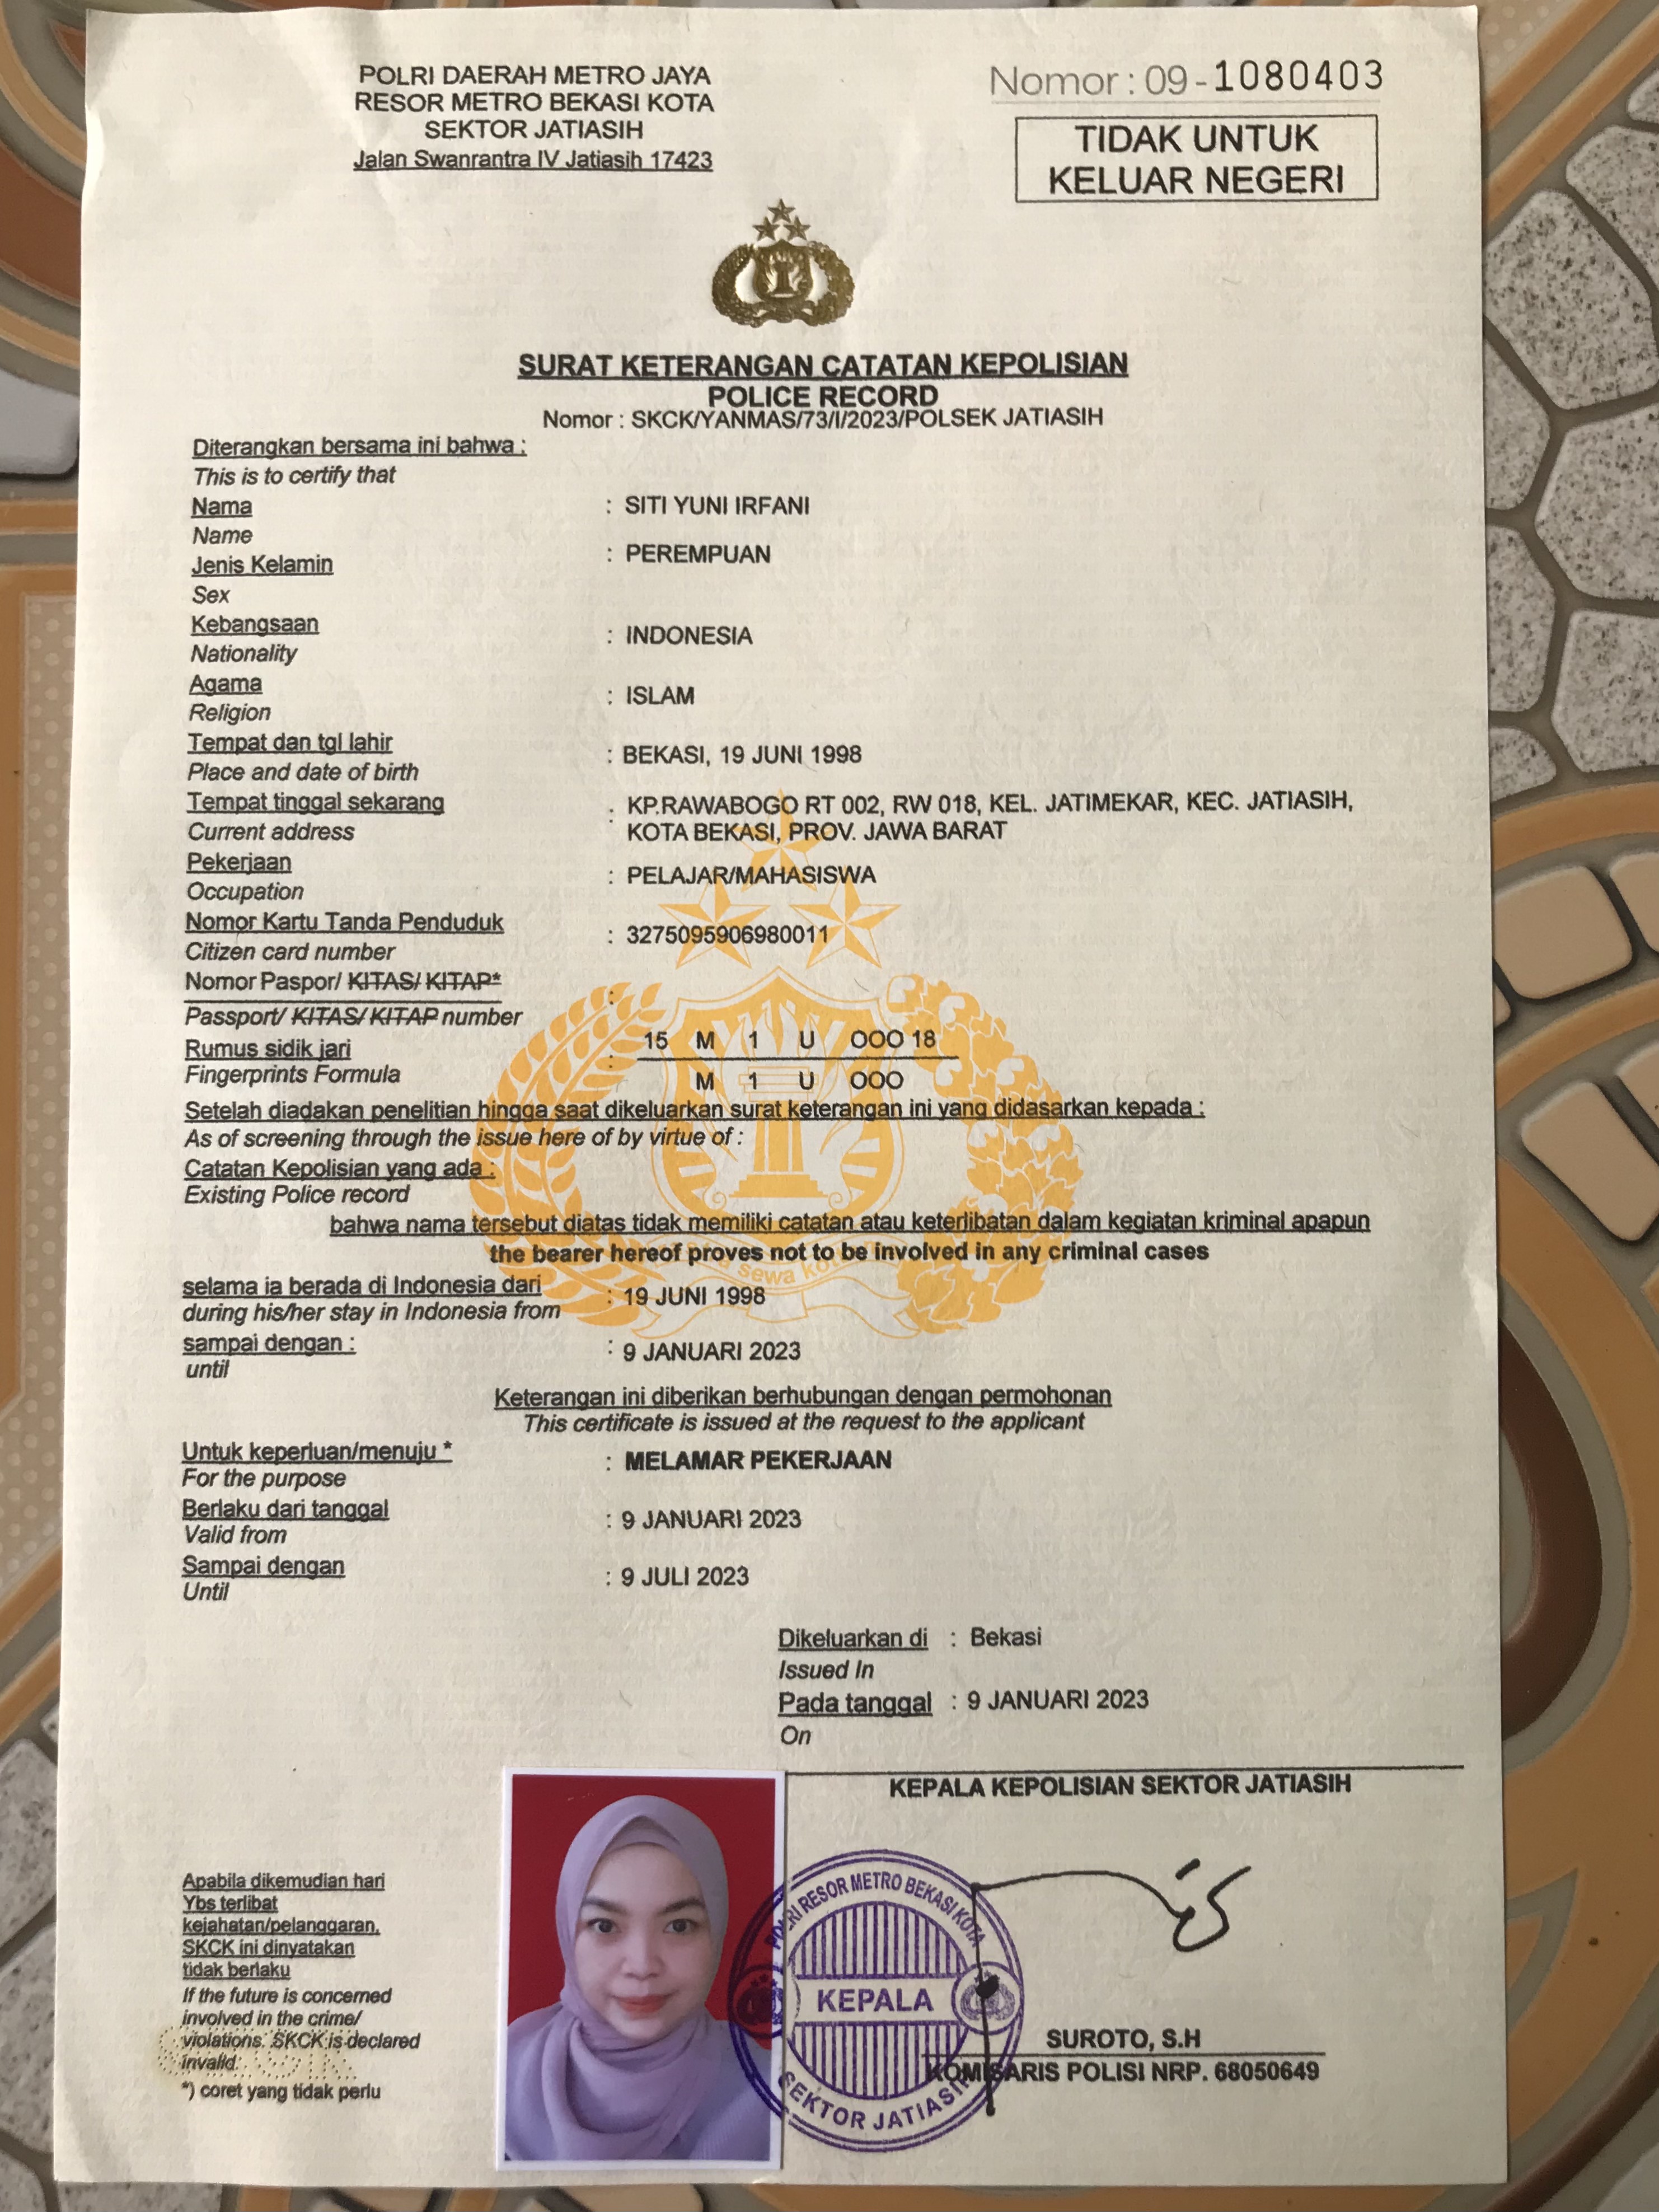 POLRI DAERAH METRO JAYA
RESOR METRO BEKASI KOTA
SEKTOR JATIASIH
Jalan Swanrantra IV Jatiasih 17423
Nomor : 09-1080403
TIDAK UNTUK
KELUAR NEGERI
SURAT KETERANGAN CATATAN KEPOLISIAN
POLICE RECORD
Nomor : SKCK/YANMAS/73/I/2023/POLSEK JATIASIH
Diterangkan bersama ini bahwa :
This is to certify that
Nama : SITI YUNI IRFANI
Name
Jenis Kelamin : PEREMPUAN
Sex
Kebangsaan : INDONESIA
Nationality
Agama : ISLAM
Religion
Tempat dan tgl lahir : BEKASI, 19 JUNI 1998
Place and date of birth
Tempat tinggal sekarang : KP.RAWABOGO RT 002, RW 018, KEL. JATIMEKAR, KEC. JATIASIH,
Current address KOTA BEKASI, PROV. JAWA BARAT
Pekerjaan : PELAJAR/MAHASISWA
Occupation
Nomor Kartu Tanda Penduduk : 3275095906980011
Citizen card number
Nomor Paspor/ KITAS/ KITAP* :
Passport/ KITAS/ KITAP number
Rumus sidik jari : 15 M 1 U OOO 18
Fingerprints Formula M 1 U OOO
Setelah diadakan penelitian hingga saat dikeluarkan surat keterangan ini yang didasarkan kepada :
As of screening through the issue here of by virtue of :
Catatan Kepolisian yang ada :
Existing Police record
bahwa nama tersebut diatas tidak memiliki catatan atau keterlibatan dalam kegiatan kriminal apapun
the bearer hereof proves not to be involved in any criminal cases
selama ia berada di Indonesia dari : 19 JUNI 1998
during his/her stay in Indonesia from
sampai dengan : : 9 JANUARI 2023
until
Keterangan ini diberikan berhubungan dengan permohonan
This certificate is issued at the request to the applicant
Untuk keperluan/menuju * : MELAMAR PEKERJAAN
For the purpose
Berlaku dari tanggal : 9 JANUARI 2023
Valid from
Sampai dengan : 9 JULI 2023
Until
Dikeluarkan di : Bekasi
Issued In
Pada tanggal : 9 JANUARI 2023
On
KEPALA KEPOLISIAN SEKTOR JATIASIH
Apabila dikemudian hari
Ybs terlibat
kejahatan/pelanggaran,
SKCK ini dinyatakan
tidak berlaku
If the future is concerned
involved in the crime/
violations. SKCK is declared
invalid.
*) coret yang tidak perlu
RESOR METRO BEKASI KOTA
KEPALA
SEKTOR JATIASIH
SUROTO, S.H
KOMISARIS POLISI NRP. 68050649